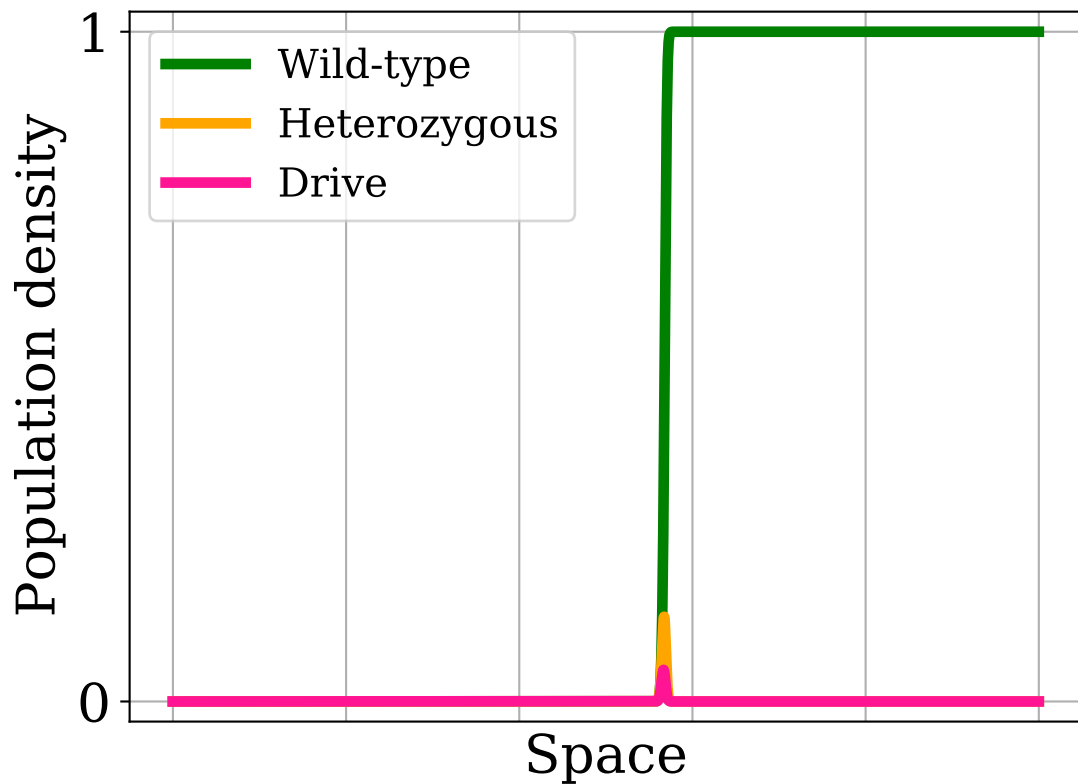 1
Wild-type
Heterozygous
Drive
Population density
0
Space